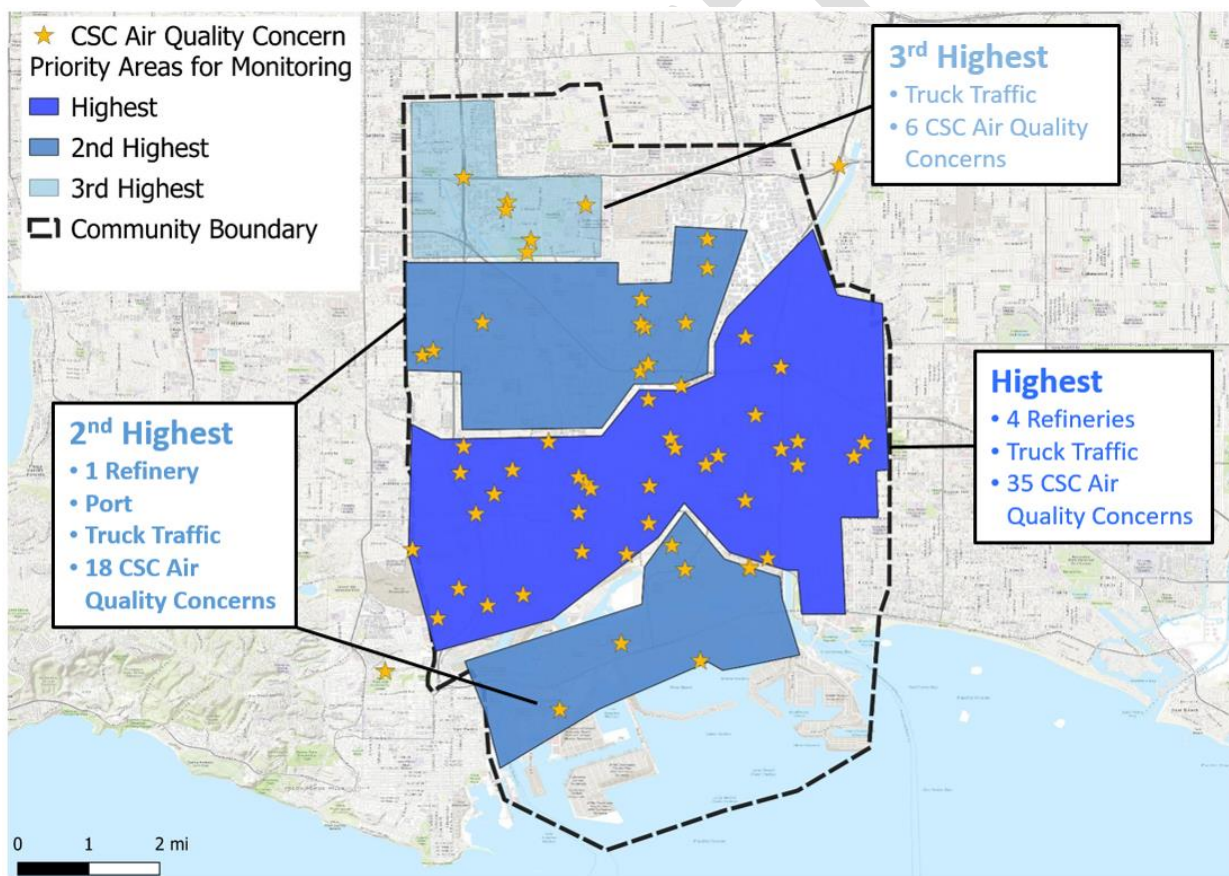 CSC Air Quality Concern
Priority Areas for Monitoring
Highest
2nd Highest
3rd Highest
Community Boundary
3rd Highest
• Truck Traffic
• 6 CSC Air Quality
Concerns
2nd Highest
• 1 Refinery
• Port
• Truck Traffic
• 18 CSC Air
Quality Concerns
Highest
• 4 Refineries
• Truck Traffic
• 35 CSC Air
Quality Concerns
0 1 2 mi